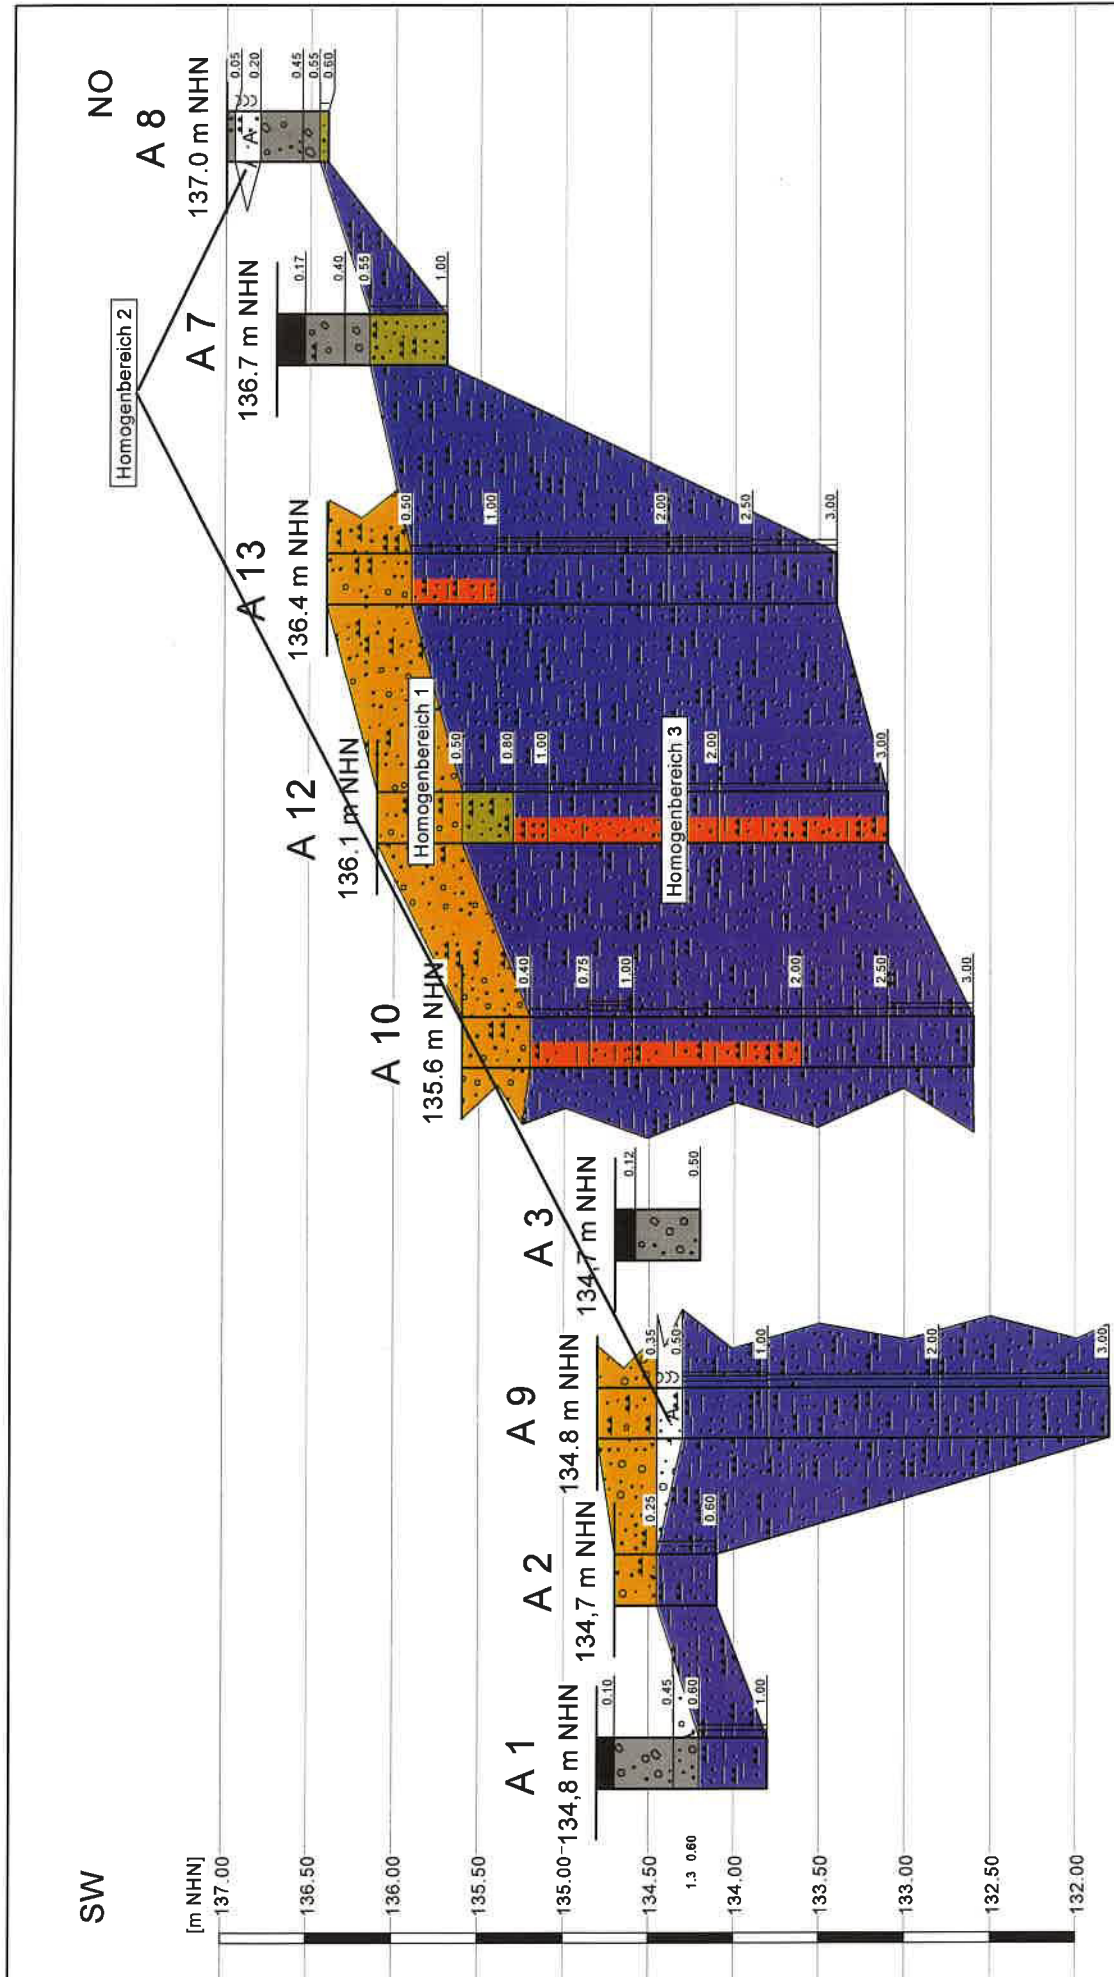 SW
NO
[m NHN]
137.00
136.50
136.00
135.50
135.00
134.50
134.00
133.50
133.00
132.50
132.00
1.3 0.60
A 1
134,8 m NHN
0.10
0.45
0.60
1.00
A 2
134,7 m NHN
0.25
0.60
A 9
134.8 m NHN
0.35
0.50
1.00
2.00
3.00
A
A 3
134,7 m NHN
0.12
0.50
A 10
135.6 m NHN
0.40
0.75
1.00
2.00
2.50
3.00
A 12
136.1 m NHN
0.50
0.80
1.00
2.00
3.00
Homogenbereich 1
Homogenbereich 3
A 13
136.4 m NHN
0.50
1.00
2.00
2.50
3.00
Homogenbereich 2
A 7
136.7 m NHN
0.17
0.40
0.55
1.00
A 8
137.0 m NHN
0.05
0.20
0.45
0.55
0.60
A
A